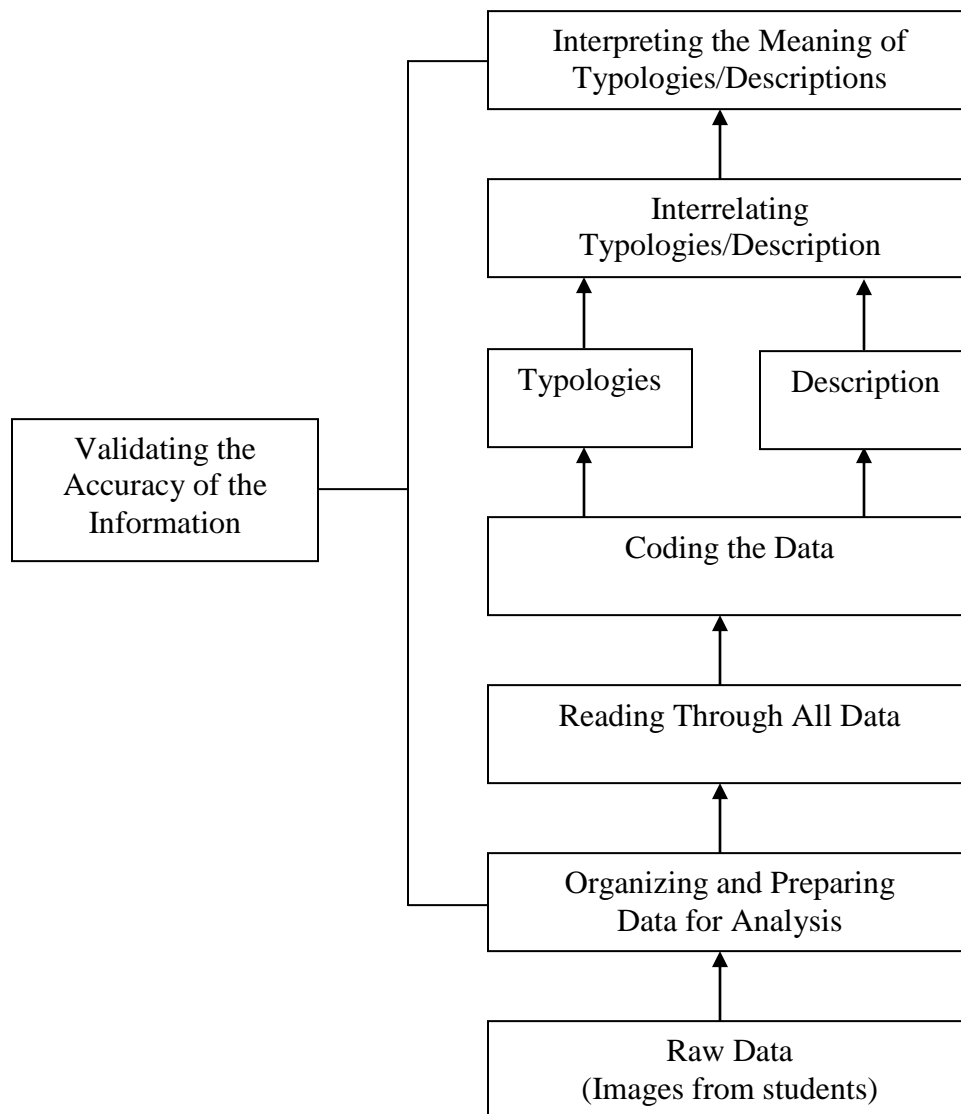 Interpreting the Meaning of
Typologies/Descriptions
Interrelating
Typologies/Description
Typologies
Description
Validating the
Accuracy of the
Information
Coding the Data
Reading Through All Data
Organizing and Preparing
Data for Analysis
Raw Data
(Images from students)